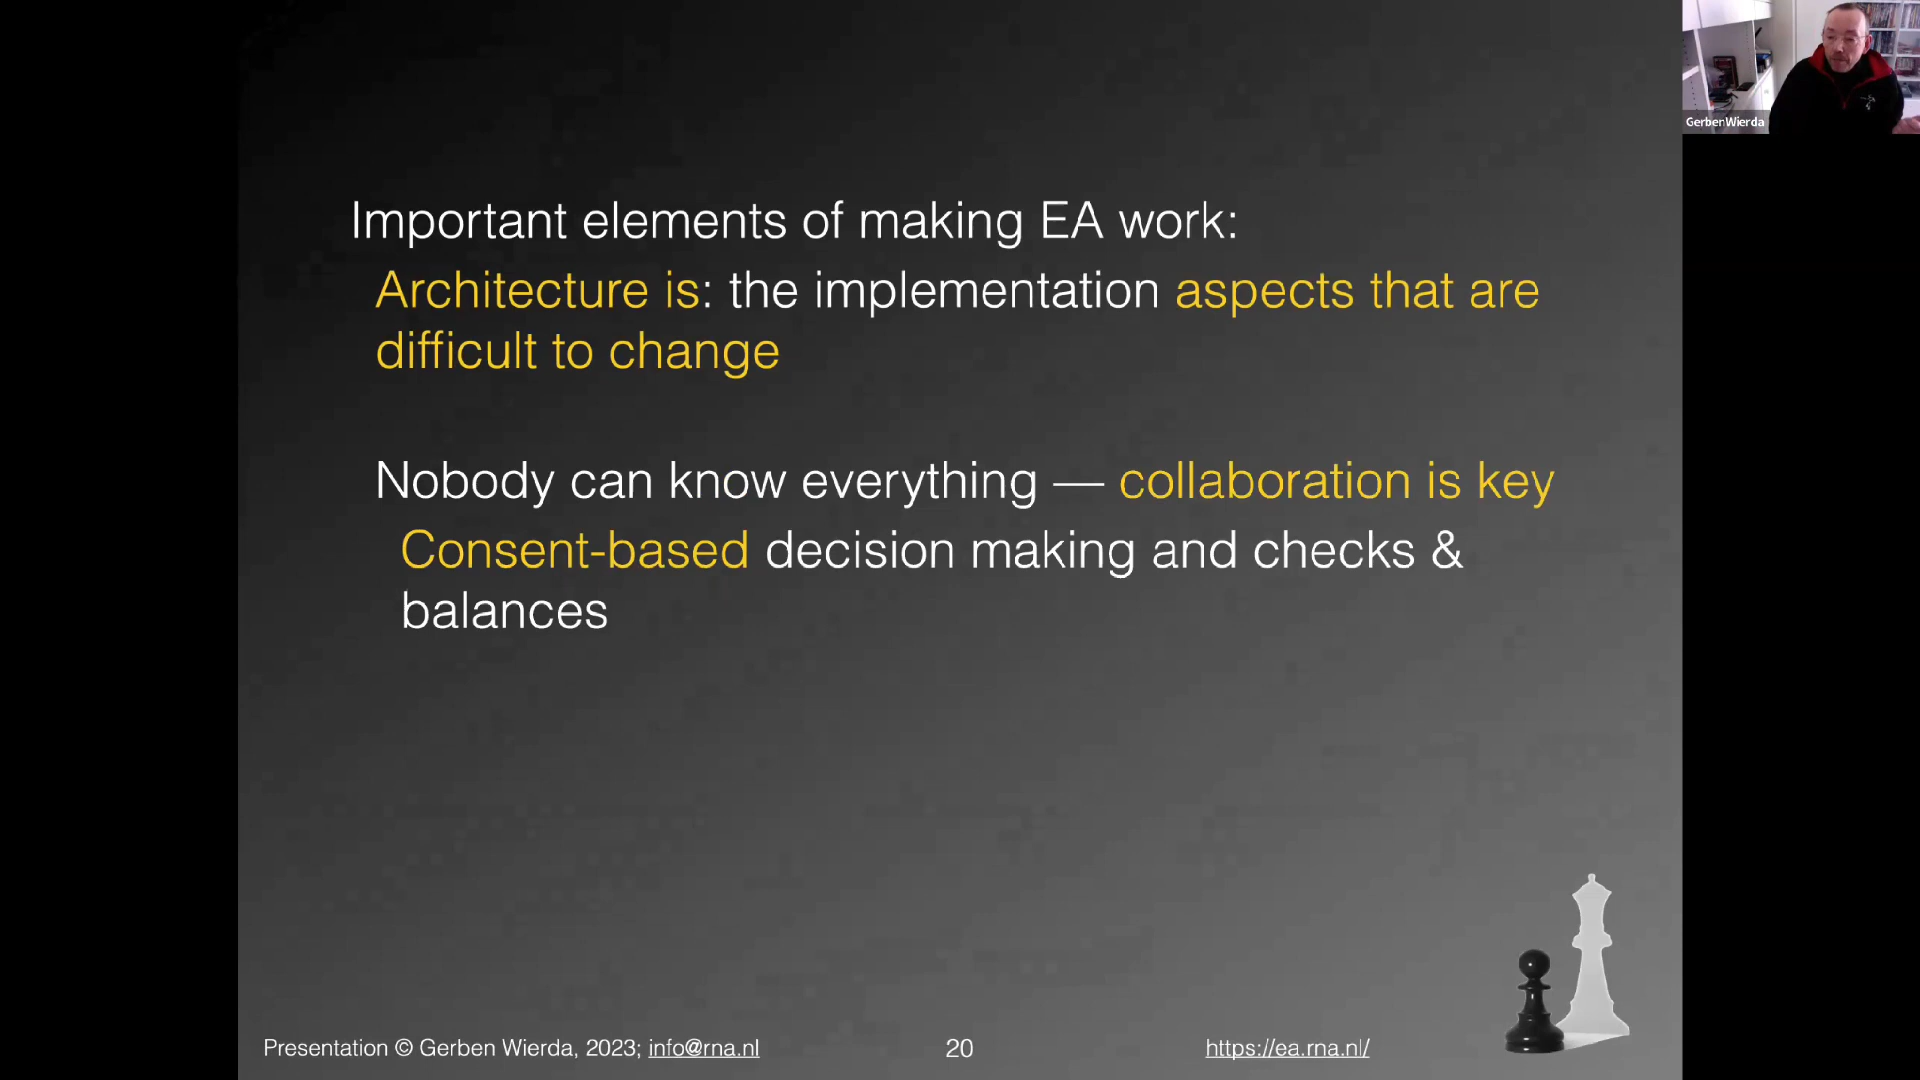 Important elements of making EA work:
Architecture is: the implementation aspects that are
difficult to change
Nobody can know everything — collaboration is key
Consent-based decision making and checks &
balances
Presentation © Gerben Wierda, 2023; info@rna.nl
20
https://ea.rna.nl/
GerbenWierda